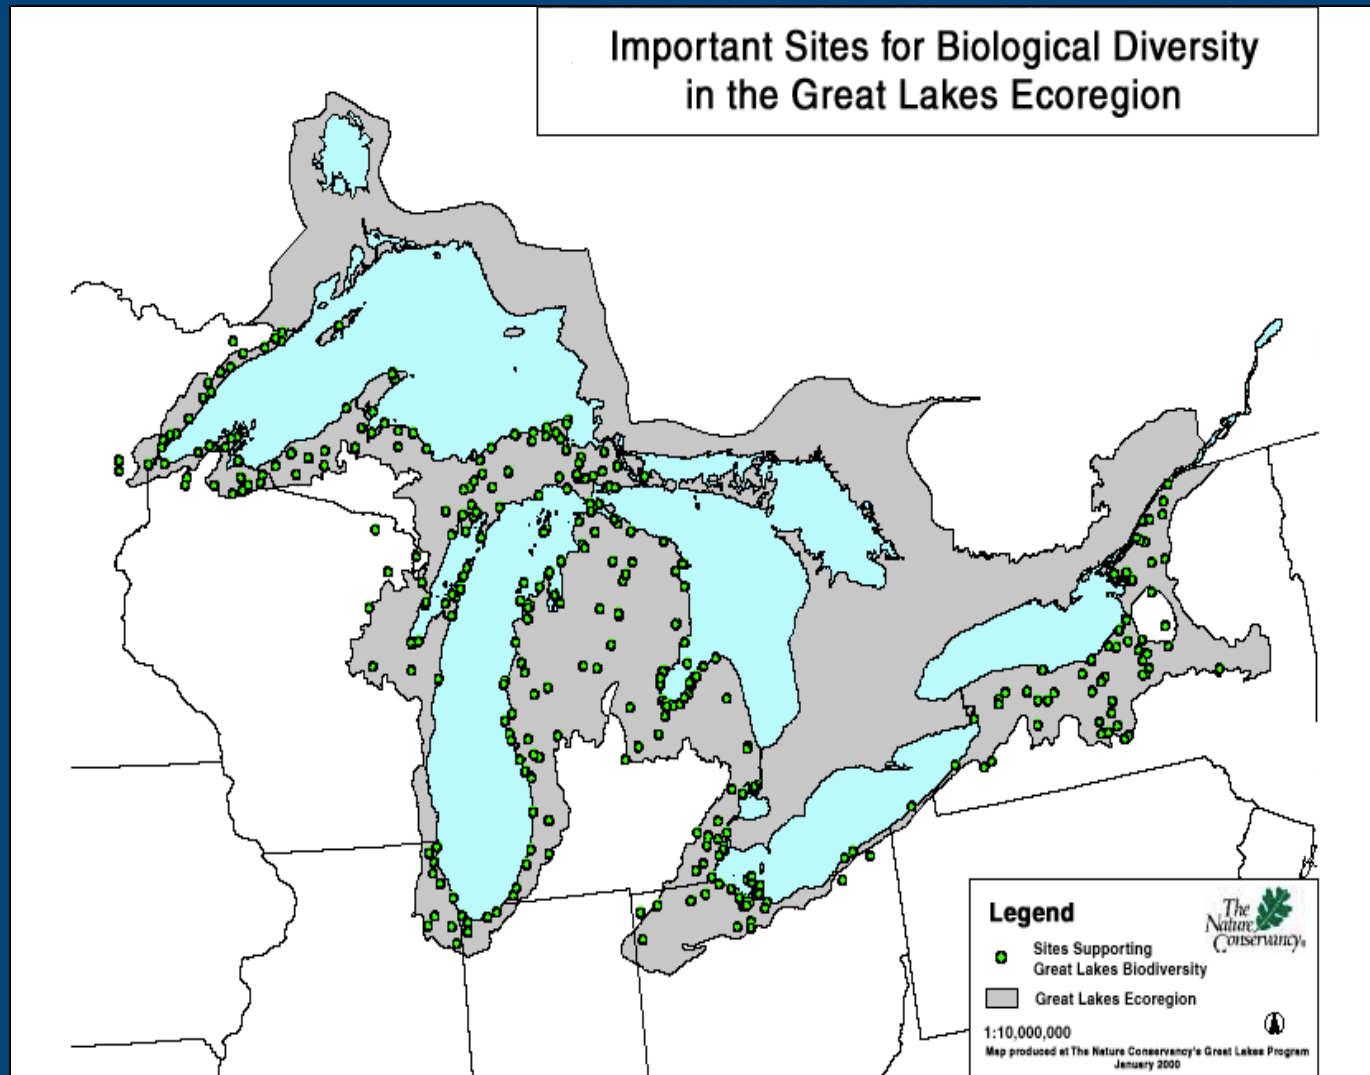 Important Sites for Biological Diversity
in the Great Lakes Ecoregion
Legend
The
Nature
Conservancy®
Sites Supporting
Great Lakes Biodiversity
Great Lakes Ecoregion
1:10,000,000
Map produced at The Nature Conservancy's Great Lakes Program
January 2000